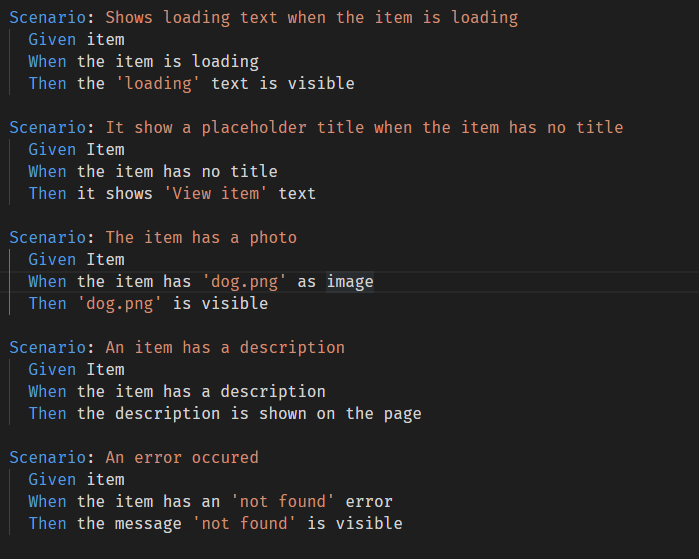 Scenario: Shows loading text when the item is loading
Given item
When the item is loading
Then the 'loading' text is visible
Scenario: It show a placeholder title when the item has no title
Given Item
When the item has no title
Then it shows 'View item' text
Scenario: The item has a photo
Given Item
When the item has 'dog.png' as image
Then 'dog.png' is visible
Scenario: An item has a description
Given Item
When the item has a description
Then the description is shown on the page
Scenario: An error occured
Given item
When the item has an 'not found' error
Then the message 'not found' is visible